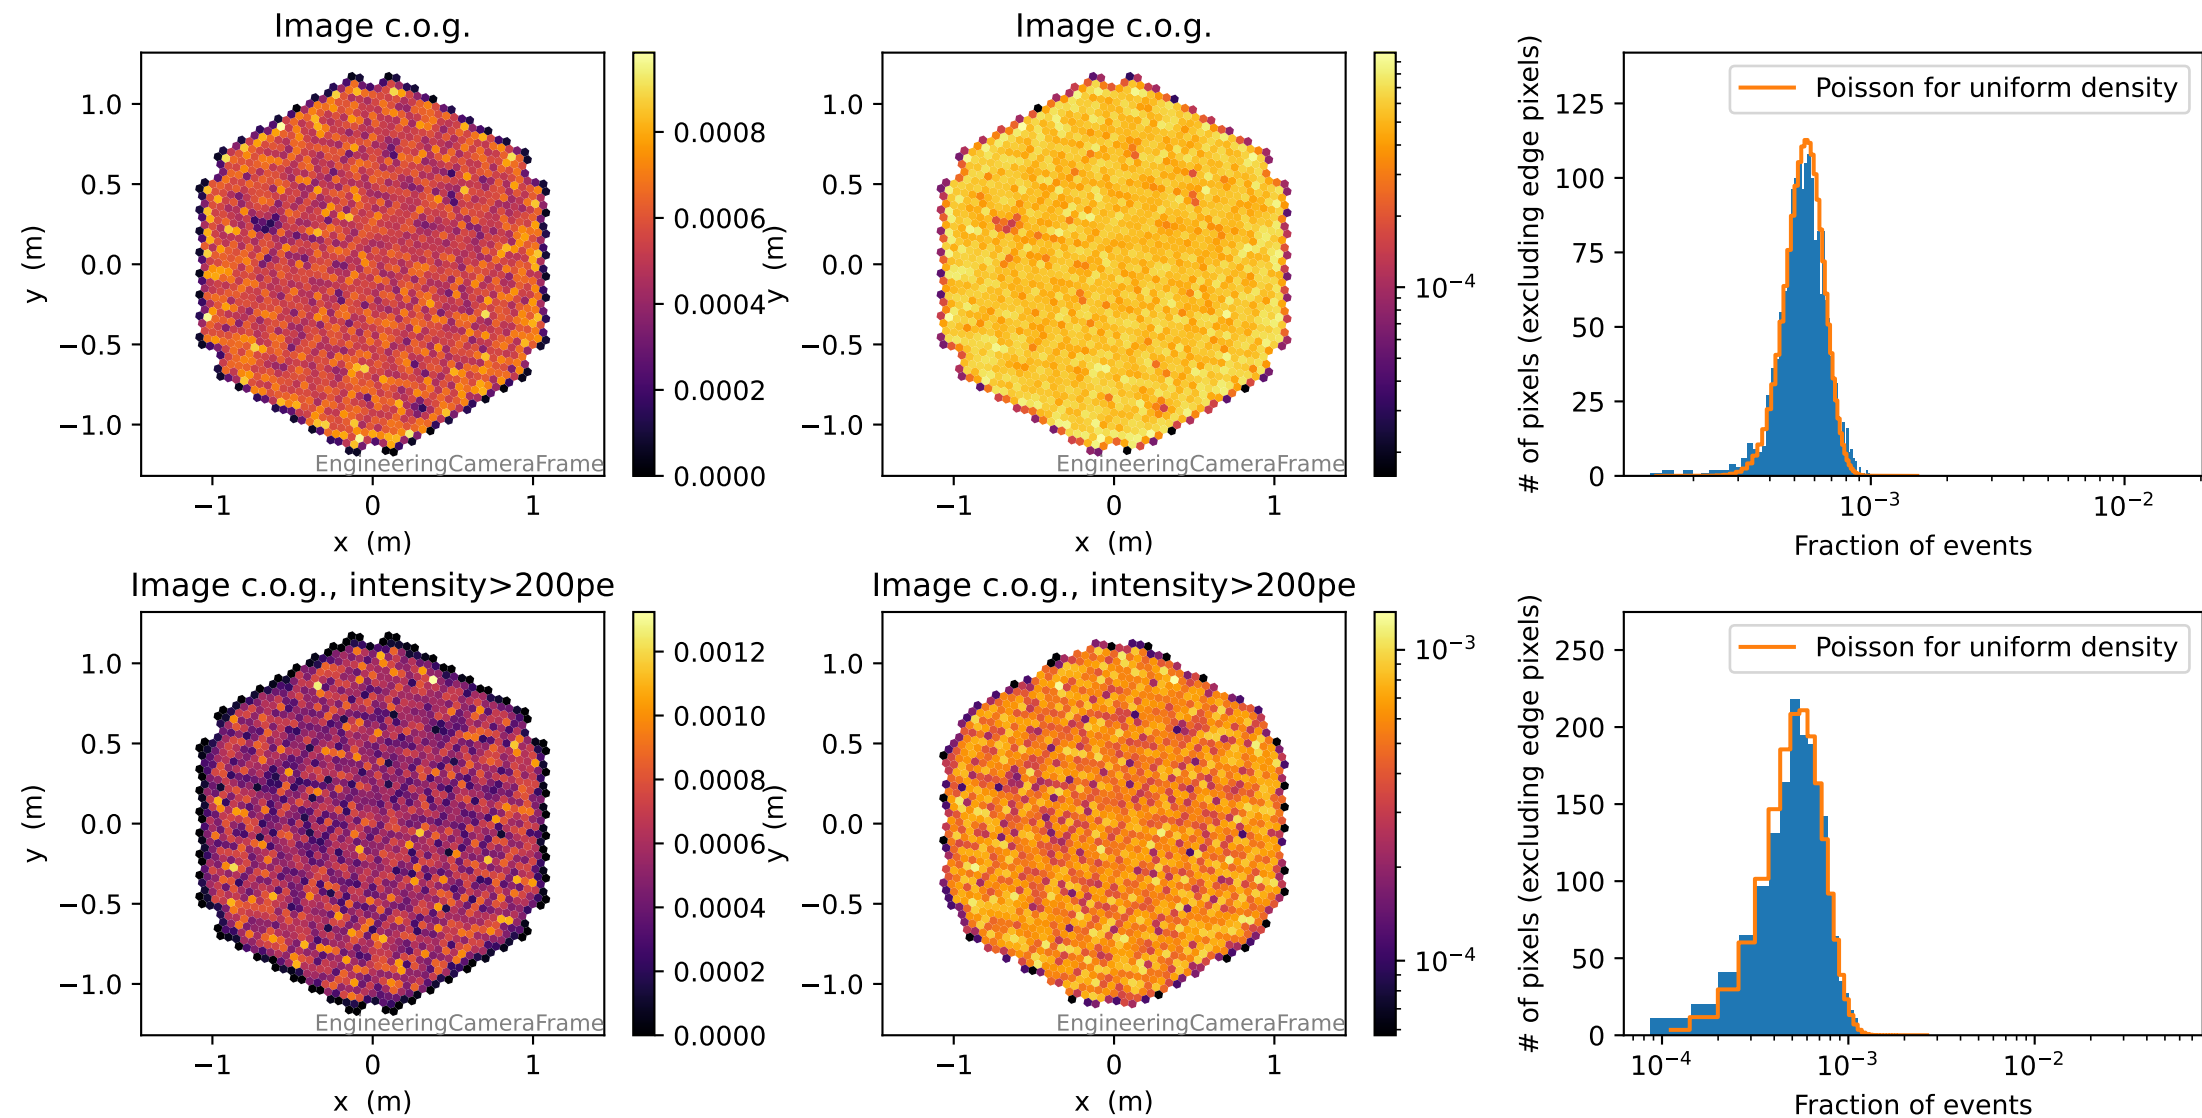 Image c.o.g.
y (m)
1.0
0.5
0.0
−0.5
−1.0
−1
0
1
x (m)
EngineeringCameraFrame
0.0008
0.0006
0.0004
0.0002
0.0000
Image c.o.g.
y (m)
1.0
0.5
0.0
−0.5
−1.0
−1
0
1
x (m)
EngineeringCameraFrame
10⁻⁴
# of pixels (excluding edge pixels)
125
100
75
50
25
0
Poisson for uniform density
10⁻³
10⁻²
Fraction of events
Image c.o.g., intensity>200pe
y (m)
1.0
0.5
0.0
−0.5
−1.0
−1
0
1
x (m)
EngineeringCameraFrame
0.0012
0.0010
0.0008
0.0006
0.0004
0.0002
0.0000
Image c.o.g., intensity>200pe
y (m)
1.0
0.5
0.0
−0.5
−1.0
−1
0
1
x (m)
EngineeringCameraFrame
10⁻³
10⁻⁴
# of pixels (excluding edge pixels)
250
200
150
100
50
0
Poisson for uniform density
10⁻⁴
10⁻³
10⁻²
Fraction of events